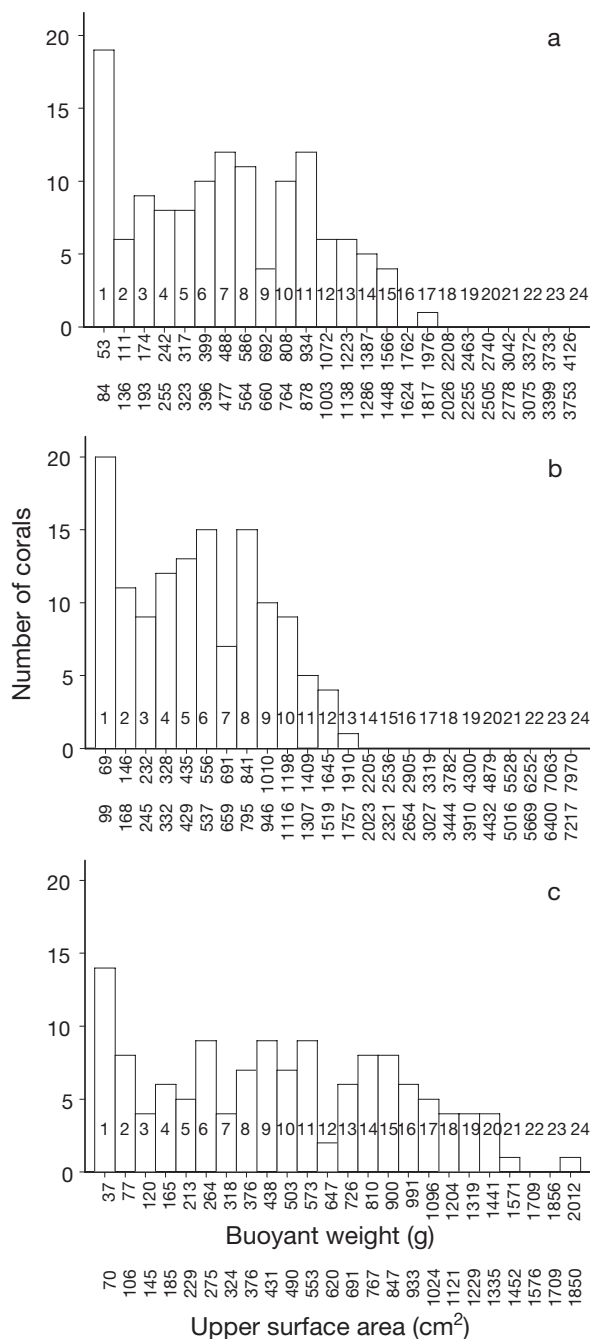 a
20
15
10
5
0
1 2 3 4 5 6 7 8 9 10 11 12 13 14 15 16 17 18 19 20 21 22 23 24
53 111 174 242 317 399 488 586 692 808 934 1072 1223 1387 1566 1762 1976 2208 2463 2740 3042 3372 3733 4126
84 136 193 255 323 396 477 564 660 764 878 1003 1138 1286 1448 1624 1817 2026 2255 2505 2778 3075 3399 3753
b
20
15
10
5
0
Number of corals
1 2 3 4 5 6 7 8 9 10 11 12 13 14 15 16 17 18 19 20 21 22 23 24
69 146 232 328 435 556 691 841 1010 1198 1409 1645 1910 2205 2536 2905 3319 3782 4300 4879 5528 6252 7063 7970
99 168 245 332 429 537 659 795 946 1116 1307 1519 1757 2023 2321 2654 3027 3444 3910 4432 5016 5669 6400 7217
c
20
15
10
5
0
1 2 3 4 5 6 7 8 9 10 11 12 13 14 15 16 17 18 19 20 21 22 23 24
37 77 120 165 213 264 318 376 438 503 573 647 726 810 900 991 1096 1204 1319 1441 1571 1709 1856 2012
Buoyant weight (g)
70 106 145 185 229 275 324 376 431 490 553 620 691 767 847 933 1024 1121 1229 1335 1452 1576 1709 1850
Upper surface area (cm²)